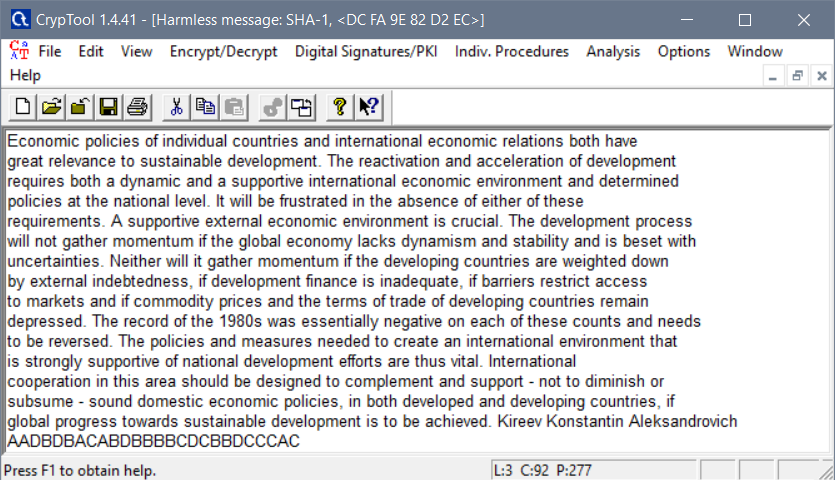 CrypTool 1.4.41 - [Harmless message: SHA-1, <DC FA 9E 82 D2 EC>]
File Edit View Encrypt/Decrypt Digital Signatures/PKI Indiv. Procedures Analysis Options Window
Help
Economic policies of individual countries and international economic relations both have
great relevance to sustainable development. The reactivation and acceleration of development
requires both a dynamic and a supportive international economic environment and determined
policies at the national level. It will be frustrated in the absence of either of these
requirements. A supportive external economic environment is crucial. The development process
will not gather momentum if the global economy lacks dynamism and stability and is beset with
uncertainties. Neither will it gather momentum if the developing countries are weighted down
by external indebtedness, if development finance is inadequate, if barriers restrict access
to markets and if commodity prices and the terms of trade of developing countries remain
depressed. The record of the 1980s was essentially negative on each of these counts and needs
to be reversed. The policies and measures needed to create an international environment that
is strongly supportive of national development efforts are thus vital. International
cooperation in this area should be designed to complement and support - not to diminish or
subsume - sound domestic economic policies, in both developed and developing countries, if
global progress towards sustainable development is to be achieved. Kireev Konstantin Aleksandrovich
AADBDBACABDBBBBCDCBBDCCCAC
Press F1 to obtain help. L:3 C:92 P:277